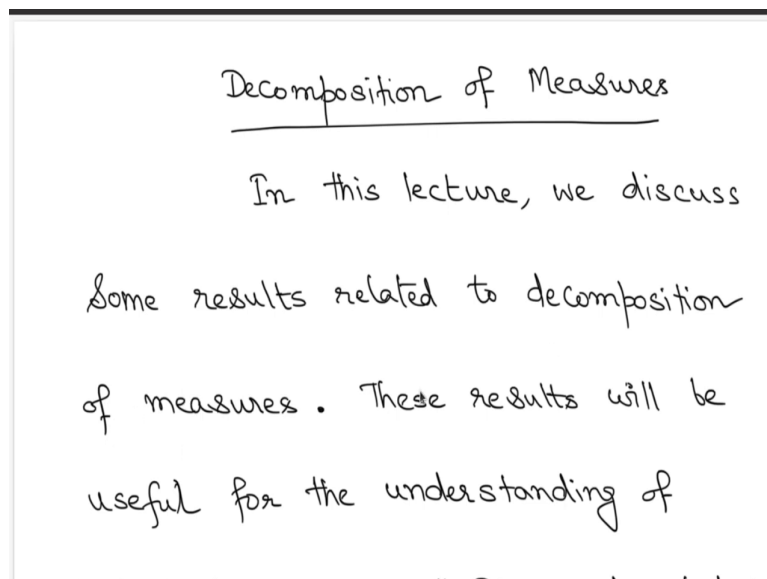 Decomposition of Measures
In this lecture, we discuss
Some results related to decomposition
of measures. These results will be
useful for the understanding of